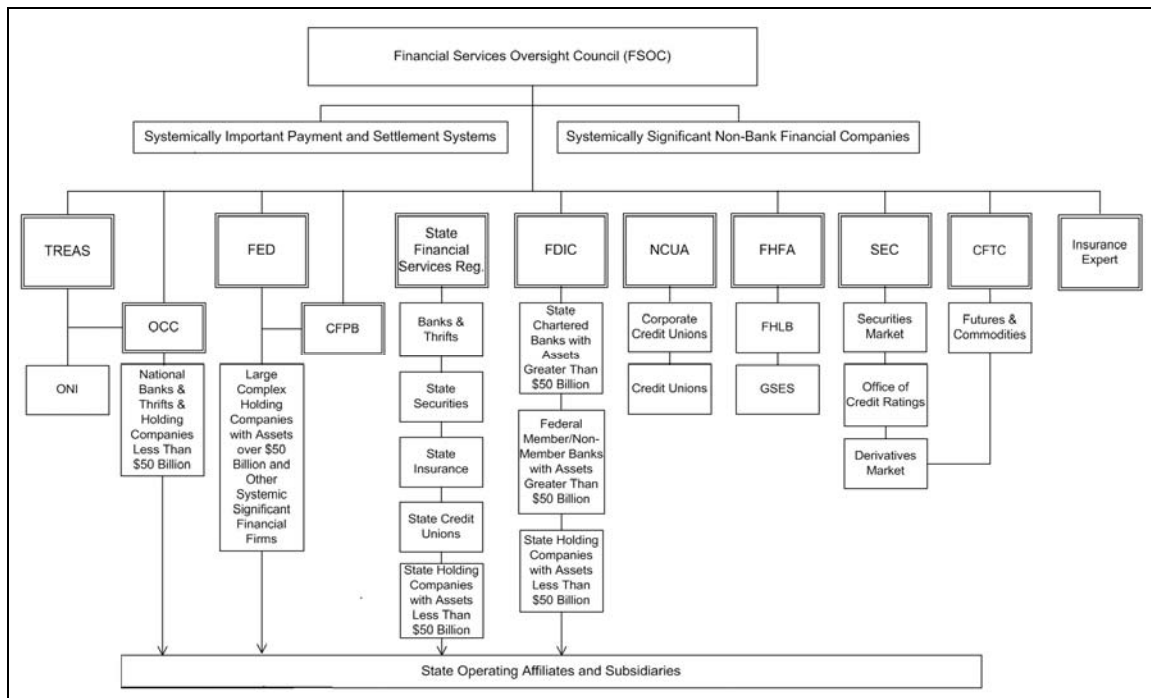 Financial Services Oversight Council (FSOC)
Systemically Important Payment and Settlement Systems
Systemically Significant Non-Bank Financial Companies
TREAS
FED
State
Financial
Services Reg.
FDIC
NCUA
FHFA
SEC
CFTC
Insurance
Expert
OCC
CFPB
ONI
National
Banks &
Thrifts &
Holding
Companies
Less Than
$50 Billion
Large
Complex
Holding
Companies
with Assets
over $50
Billion and
Other
Systemic
Significant
Financial
Firms
Banks &
Thrifts
State
Securities
State
Insurance
State Credit
Unions
State Holding
Companies
with Assets
Less Than
$50 Billion
State
Chartered
Banks with
Assets
Greater Than
$50 Billion
Federal
Member/Non-
Member Banks
with Assets
Greater Than
$50 Billion
State Holding
Companies
with Assets
Less Than
$50 Billion
Corporate
Credit Unions
Credit Unions
FHLB
GSES
Securities
Market
Office of
Credit Ratings
Derivatives
Market
Futures &
Commodities
State Operating Affiliates and Subsidiaries